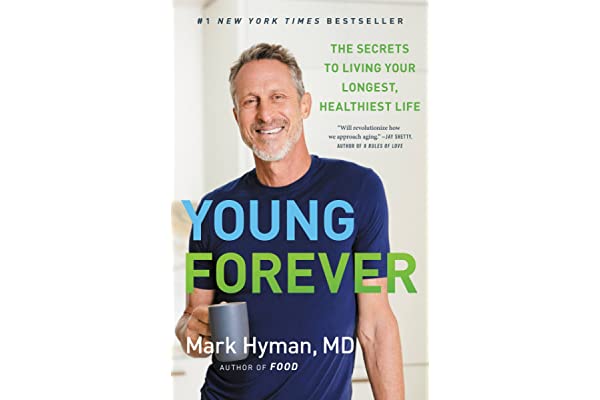 #1 NEW YORK TIMES BESTSELLER
THE SECRETS
TO LIVING YOUR
LONGEST,
HEALTHIEST LIFE
"Will revolutionize how
we approach aging." –JAY SHETTY,
AUTHOR OF 8 RULES OF LOVE
YOUNG
FOREVER
Mark Hyman, MD
AUTHOR OF FOOD